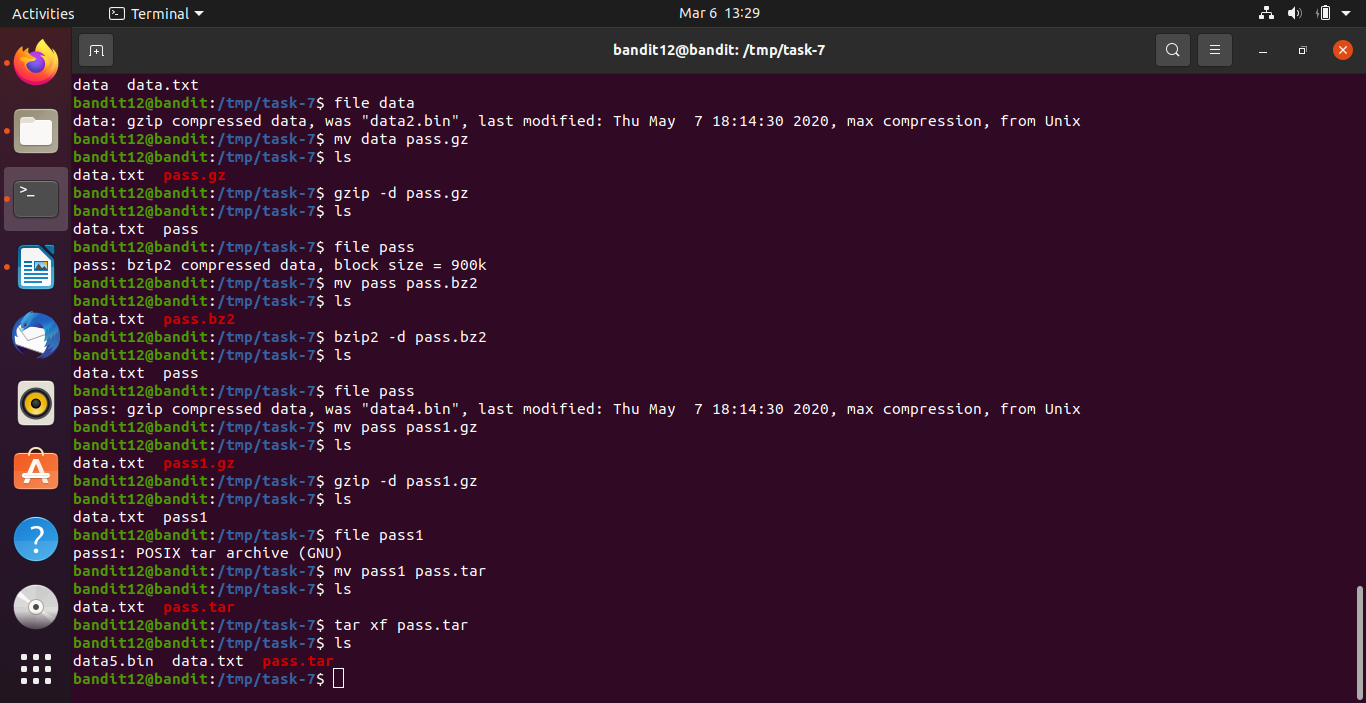 Activities Terminal Mar 6 13:29
bandit12@bandit: /tmp/task-7
data  data.txt
bandit12@bandit:/tmp/task-7$ file data
data: gzip compressed data, was "data2.bin", last modified: Thu May  7 18:14:30 2020, max compression, from Unix
bandit12@bandit:/tmp/task-7$ mv data pass.gz
bandit12@bandit:/tmp/task-7$ ls
data.txt  pass.gz
bandit12@bandit:/tmp/task-7$ gzip -d pass.gz
bandit12@bandit:/tmp/task-7$ ls
data.txt  pass
bandit12@bandit:/tmp/task-7$ file pass
pass: bzip2 compressed data, block size = 900k
bandit12@bandit:/tmp/task-7$ mv pass pass.bz2
bandit12@bandit:/tmp/task-7$ ls
data.txt  pass.bz2
bandit12@bandit:/tmp/task-7$ bzip2 -d pass.bz2
bandit12@bandit:/tmp/task-7$ ls
data.txt  pass
bandit12@bandit:/tmp/task-7$ file pass
pass: gzip compressed data, was "data4.bin", last modified: Thu May  7 18:14:30 2020, max compression, from Unix
bandit12@bandit:/tmp/task-7$ mv pass pass1.gz
bandit12@bandit:/tmp/task-7$ ls
data.txt  pass1.gz
bandit12@bandit:/tmp/task-7$ gzip -d pass1.gz
bandit12@bandit:/tmp/task-7$ ls
data.txt  pass1
bandit12@bandit:/tmp/task-7$ file pass1
pass1: POSIX tar archive (GNU)
bandit12@bandit:/tmp/task-7$ mv pass1 pass.tar
bandit12@bandit:/tmp/task-7$ ls
data.txt  pass.tar
bandit12@bandit:/tmp/task-7$ tar xf pass.tar
bandit12@bandit:/tmp/task-7$ ls
data5.bin  data.txt  pass.tar
bandit12@bandit:/tmp/task-7$